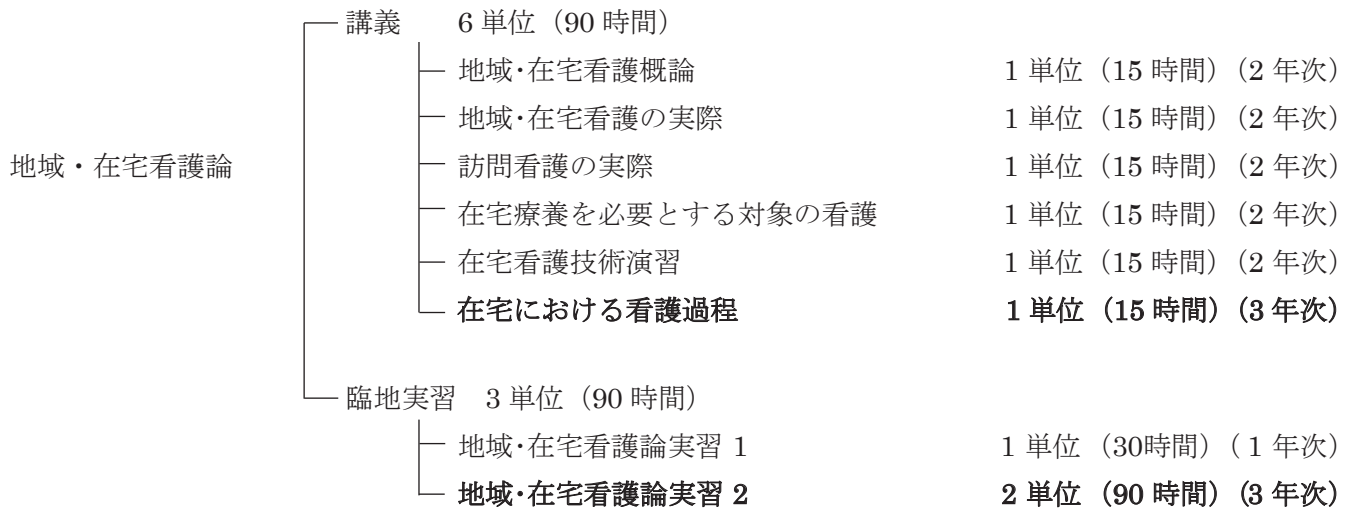 講義　6 単位（90 時間）
地域･在宅看護概論　1 単位（15 時間）（2 年次）
地域･在宅看護の実際　1 単位（15 時間）（2 年次）
地域・在宅看護論　訪問看護の実際　1 単位（15 時間）（2 年次）
在宅療養を必要とする対象の看護　1 単位（15 時間）（2 年次）
在宅看護技術演習　1 単位（15 時間）（2 年次）
在宅における看護過程　1 単位（15 時間）（3 年次）
臨地実習　3 単位（90 時間）
地域･在宅看護論実習 1　1 単位（30時間）（ 1 年次）
地域･在宅看護論実習 2　2 単位（90 時間）（3 年次）